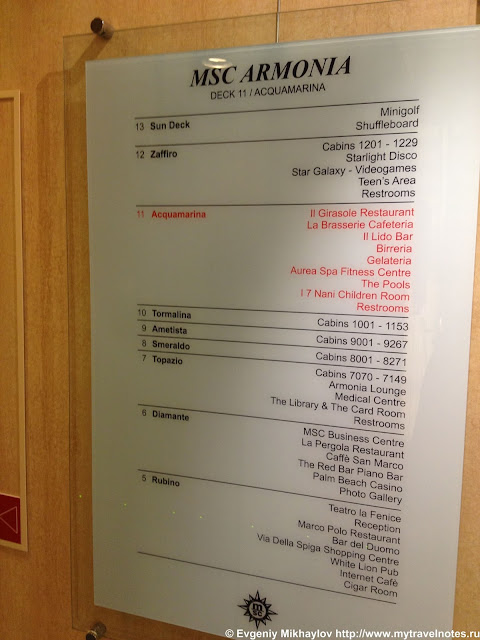 MSC ARMONIA
DECK 11 / ACQUAMARINA
13 Sun Deck
Minigolf
Shuffleboard
12 Zaffiro
Cabins 1201 - 1229
Starlight Disco
Star Galaxy - Videogames
Teen's Area
Restrooms
11 Acquamarina
Il Girasole Restaurant
La Brasserie Cafeteria
Il Lido Bar
Birreria
Gelateria
Aurea Spa Fitness Centre
The Pools
I 7 Nani Children Room
Restrooms
10 Tormalina
Cabins 1001 - 1153
9 Ametista
Cabins 9001 - 9267
8 Smeraldo
Cabins 8001 - 8271
7 Topazio
Cabins 7070 - 7149
Armonia Lounge
Medical Centre
The Library & The Card Room
Restrooms
6 Diamante
MSC Business Centre
La Pergola Restaurant
Caffè San Marco
The Red Bar Piano Bar
Palm Beach Casino
Photo Gallery
5 Rubino
Teatro la Fenice
Reception
Marco Polo Restaurant
Bar del Duomo
Via Della Spiga Shopping Centre
White Lion Pub
Internet Cafè
Cigar Room
© Evgeniy Mikhaylov http://www.mytravelnotes.ru